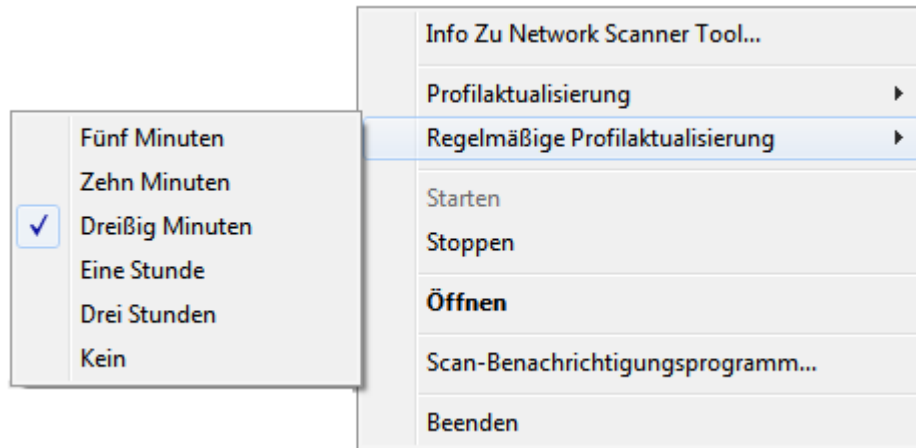 Info Zu Network Scanner Tool...
Profilaktualisierung
Regelmäßige Profilaktualisierung
Fünf Minuten
Zehn Minuten
Dreißig Minuten
Eine Stunde
Drei Stunden
Kein
Starten
Stoppen
Öffnen
Scan-Benachrichtigungsprogramm...
Beenden